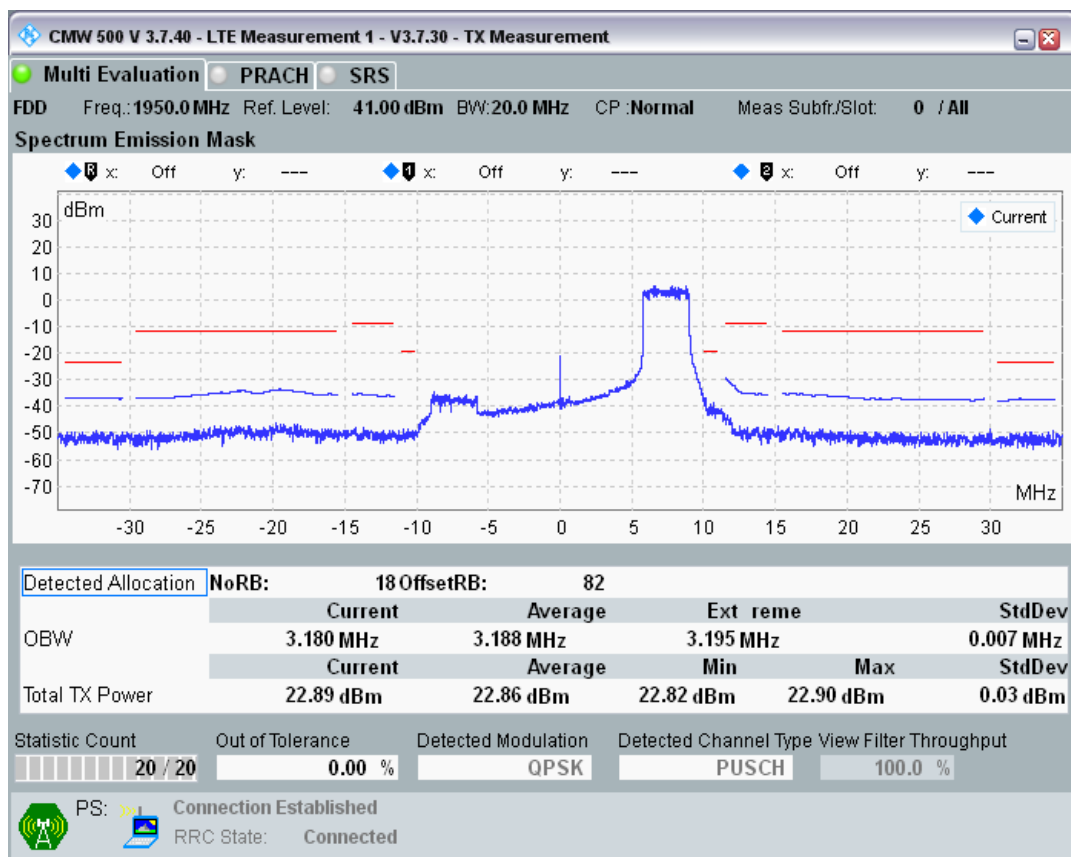 CMW 500 V 3.7.40 - LTE Measurement 1 - V3.7.30 - TX Measurement
Multi Evaluation PRACH SRS
FDD Freq.: 1950.0 MHz Ref. Level: 41.00 dBm BW: 20.0 MHz CP : Normal Meas Subfr./Slot: 0 / All
Spectrum Emission Mask
R x: Off y: --- 1 x: Off y: --- 2 x: Off y: ---
dBm
Current
30
20
10
0
-10
-20
-30
-40
-50
-60
-70
MHz
-30 -25 -20 -15 -10 -5 0 5 10 15 20 25 30
Detected Allocation NoRB: 18 OffsetRB: 82
Current Average Ext reme StdDev
OBW 3.180 MHz 3.188 MHz 3.195 MHz 0.007 MHz
Current Average Min Max StdDev
Total TX Power 22.89 dBm 22.86 dBm 22.82 dBm 22.90 dBm 0.03 dBm
Statistic Count Out of Tolerance Detected Modulation Detected Channel Type View Filter Throughput
20 / 20 0.00 % QPSK PUSCH 100.0 %
PS: Connection Established
RRC State: Connected